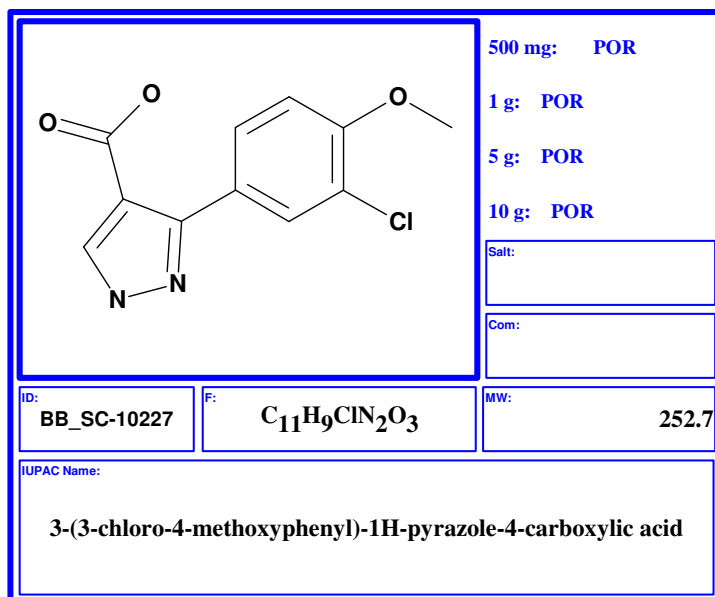 O
O
O
Cl
N
N
500 mg: POR
1 g: POR
5 g: POR
10 g: POR
Salt:
Com:
ID:
BB_SC-10227
F:
C11H9ClN2O3
MW:
252.7
IUPAC Name:
3-(3-chloro-4-methoxyphenyl)-1H-pyrazole-4-carboxylic acid